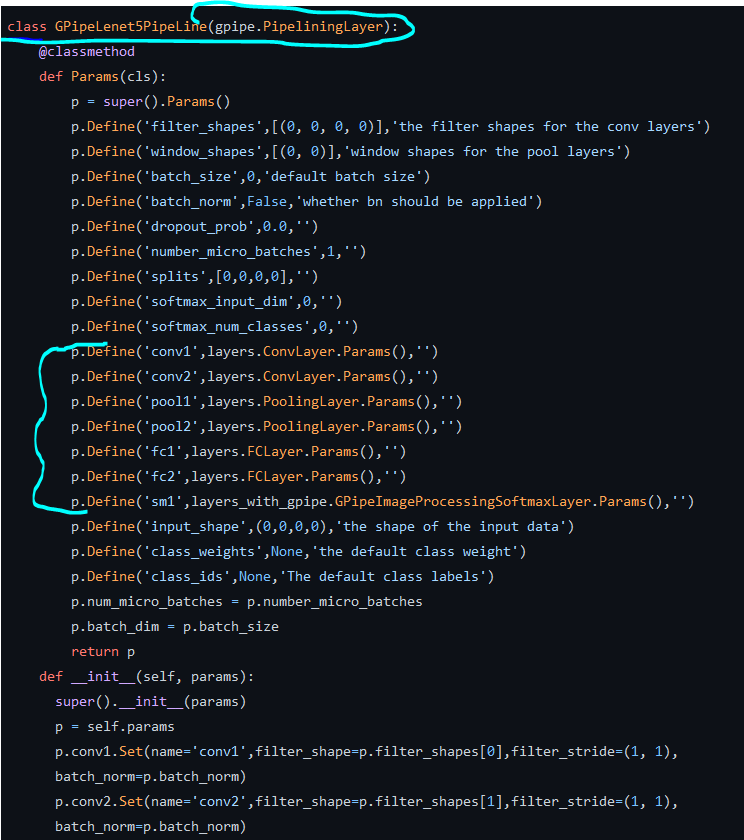 class GPipeLenet5PipeLine(gpipe.PipeliningLayer):
    @classmethod
    def Params(cls):
        p = super().Params()
        p.Define('filter_shapes',[(0, 0, 0, 0)],'the filter shapes for the conv layers')
        p.Define('window_shapes',[(0, 0)],'window shapes for the pool layers')
        p.Define('batch_size',0,'default batch size')
        p.Define('batch_norm',False,'whether bn should be applied')
        p.Define('dropout_prob',0.0,'')
        p.Define('number_micro_batches',1,'')
        p.Define('splits',[0,0,0,0],'')
        p.Define('softmax_input_dim',0,'')
        p.Define('softmax_num_classes',0,'')
        p.Define('conv1',layers.ConvLayer.Params(),'')
        p.Define('conv2',layers.ConvLayer.Params(),'')
        p.Define('pool1',layers.PoolingLayer.Params(),'')
        p.Define('pool2',layers.PoolingLayer.Params(),'')
        p.Define('fc1',layers.FCLayer.Params(),'')
        p.Define('fc2',layers.FCLayer.Params(),'')
        p.Define('sm1',layers_with_gpipe.GPipeImageProcessingSoftmaxLayer.Params(),'')
        p.Define('input_shape',(0,0,0,0),'the shape of the input data')
        p.Define('class_weights',None,'the default class weight')
        p.Define('class_ids',None,'The default class labels')
        p.num_micro_batches = p.number_micro_batches
        p.batch_dim = p.batch_size
        return p
    def __init__(self, params):
      super().__init__(params)
      p = self.params
      p.conv1.Set(name='conv1',filter_shape=p.filter_shapes[0],filter_stride=(1, 1),
      batch_norm=p.batch_norm)
      p.conv2.Set(name='conv2',filter_shape=p.filter_shapes[1],filter_stride=(1, 1),
      batch_norm=p.batch_norm)